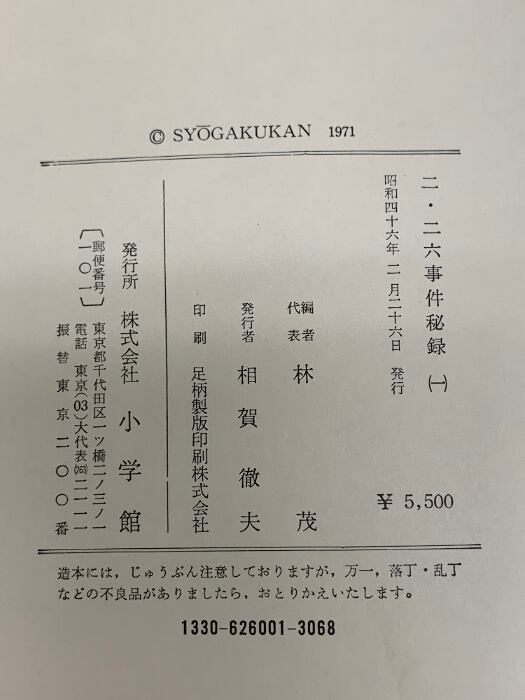 © SYŌGAKUKAN 1971
二・二六事件秘録 ㈠
昭和四十六年 二月二十六日 発行
¥ 5,500
編者代表 林 茂
発行者 相賀徹夫
印刷 足柄製版印刷株式会社
発行所 株式会社 小学館
〔郵便番号一〇一〕 東京都千代田区一ツ橋二ノ三ノ一
電話 東京(03)大代表(263)二一一一
振替東京二〇〇番
造本には，じゅうぶん注意しておりますが，万一，落丁・乱丁
などの不良品がありましたら，おとりかえいたします。
1330-626001-3068